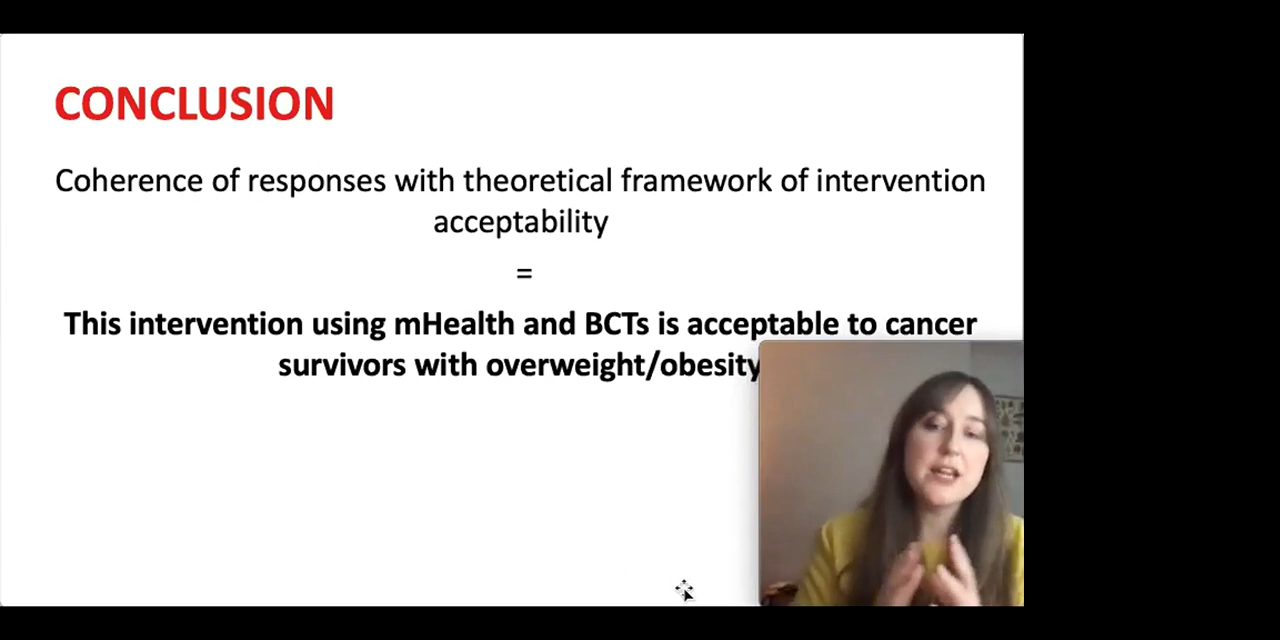 CONCLUSION
Coherence of responses with theoretical framework of intervention
acceptability
=
This intervention using mHealth and BCTs is acceptable to cancer
survivors with overweight/obesity